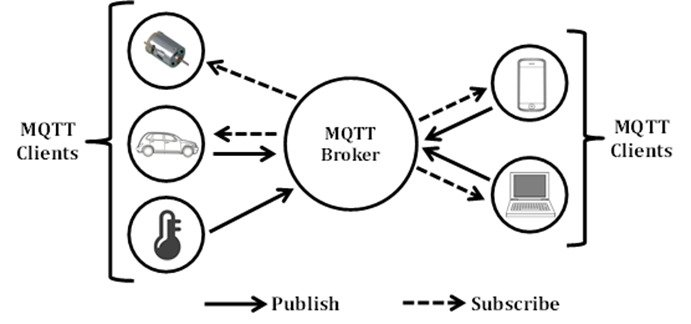 MQTT
Clients
MQTT
Broker
MQTT
Clients
Publish
Subscribe